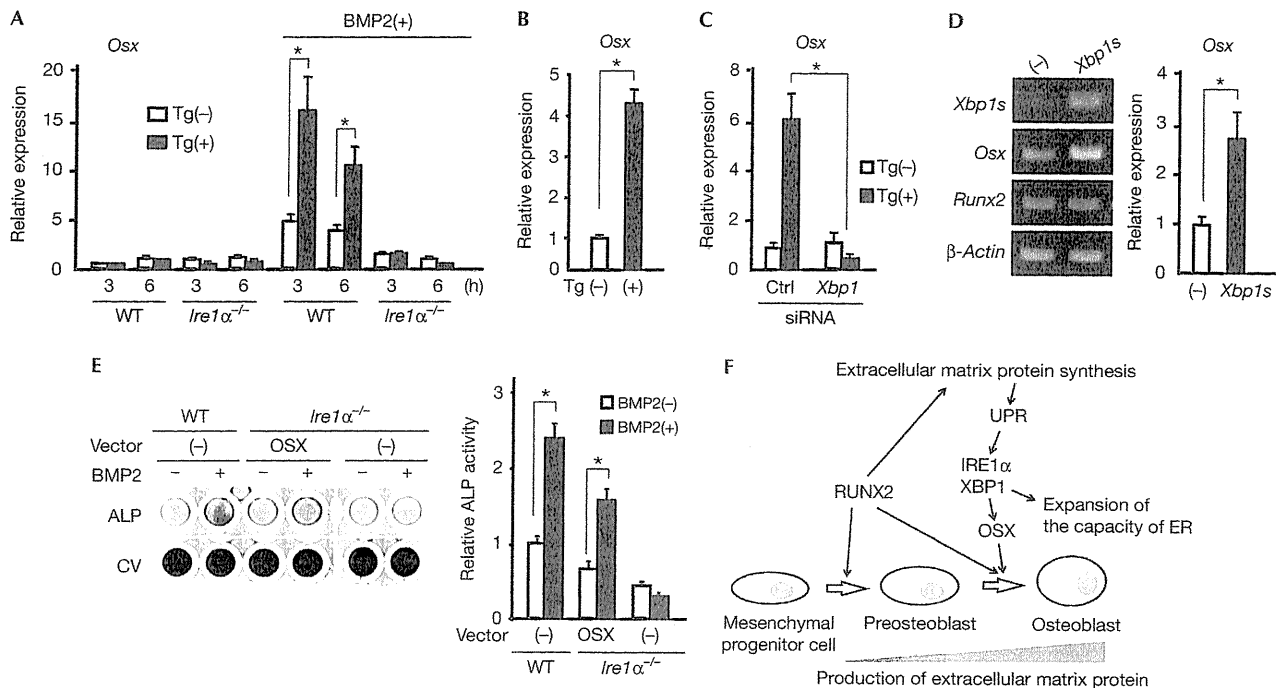 A
Osx
BMP2(+)
Relative expression
20
15
10
5
0
Tg(–)
Tg(+)
*
*
3 6 3 6 3 6 3 6 (h)
WT Ire1α–/– WT Ire1α–/–
B
Osx
Relative expression
5
4
3
2
1
0
*
Tg (–) (+)
C
Osx
Relative expression
8
6
4
2
0
*
Tg(–)
Tg(+)
Ctrl Xbp1
siRNA
D
(–) Xbp1s
Xbp1s
Osx
Runx2
β-Actin
Osx
Relative expression
4
3
2
1
0
*
(–) Xbp1s
E
WT Ire1α–/–
Vector (–) OSX (–)
BMP2 – + – + – +
ALP
CV
Relative ALP activity
3
2
1
0
*
*
BMP2(–)
BMP2(+)
Vector (–) OSX (–)
WT Ire1α–/–
F
Extracellular matrix protein synthesis
UPR
IRE1α
XBP1
RUNX2
Expansion of
the capacity of ER
OSX
Mesenchymal
progenitor cell
Preosteoblast
Osteoblast
Production of extracellular matrix protein